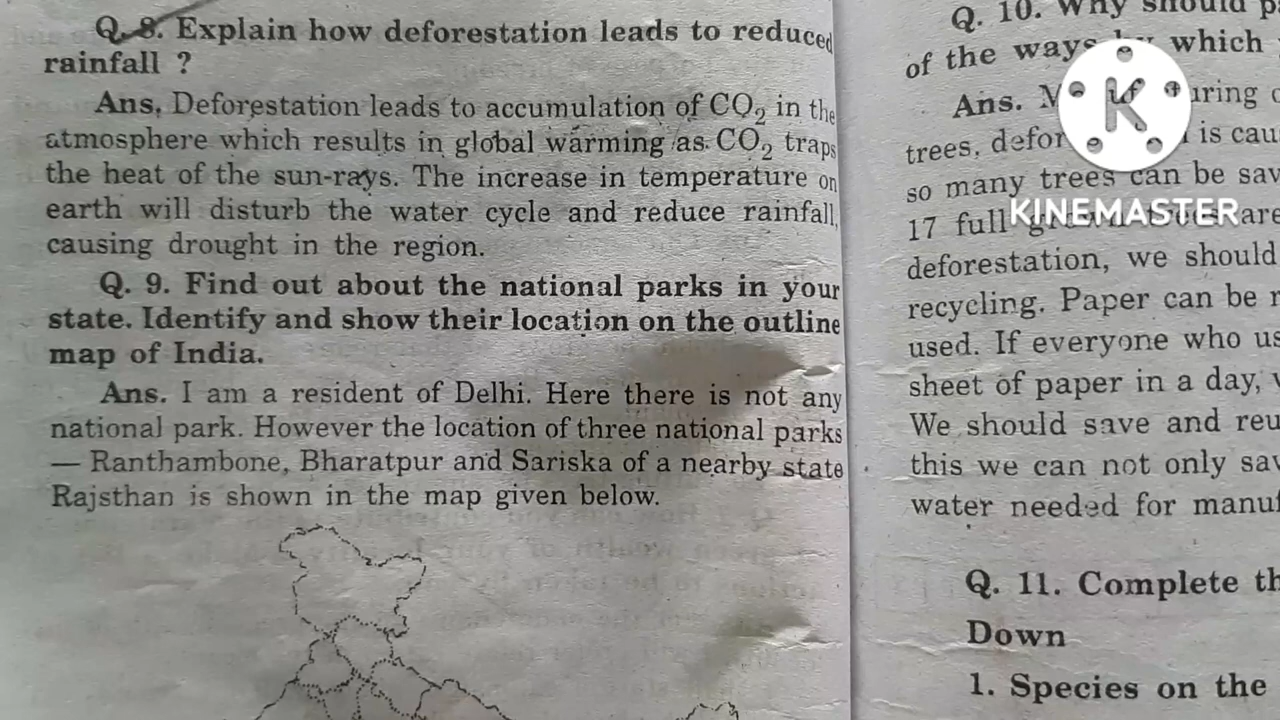 Q. 8. Explain how deforestation leads to reduced
rainfall ?
Ans. Deforestation leads to accumulation of CO₂ in the
atmosphere which results in global warming as CO₂ traps
the heat of the sun-rays. The increase in temperature on
earth will disturb the water cycle and reduce rainfall,
causing drought in the region.
Q. 9. Find out about the national parks in your
state. Identify and show their location on the outline
map of India.
Ans. I am a resident of Delhi. Here there is not any
national park. However the location of three national parks
— Ranthambone, Bharatpur and Sariska of a nearby state
Rajsthan is shown in the map given below.
Q. 10. Why should
of the ways by which
Ans.
trees, is
so many trees can be
17 full are
deforestation, we should
recycling. Paper can be
used. If everyone who
sheet of paper in a day,
We should save and
this we can not only
water needed for
Q. 11. Complete
Down
1. Species on the
K
KINEMASTER